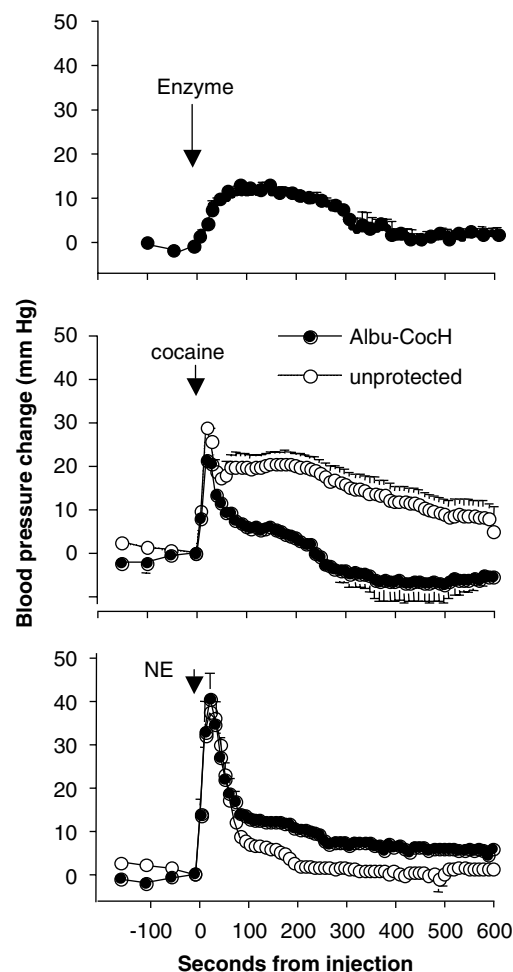 50
40
Enzyme
30
20
10
0
50
Albu-CocH
cocaine
40
unprotected
30
20
10
0
Blood pressure change (mm Hg)
50
NE
40
30
20
10
0
-100 0 100 200 300 400 500 600
Seconds from injection